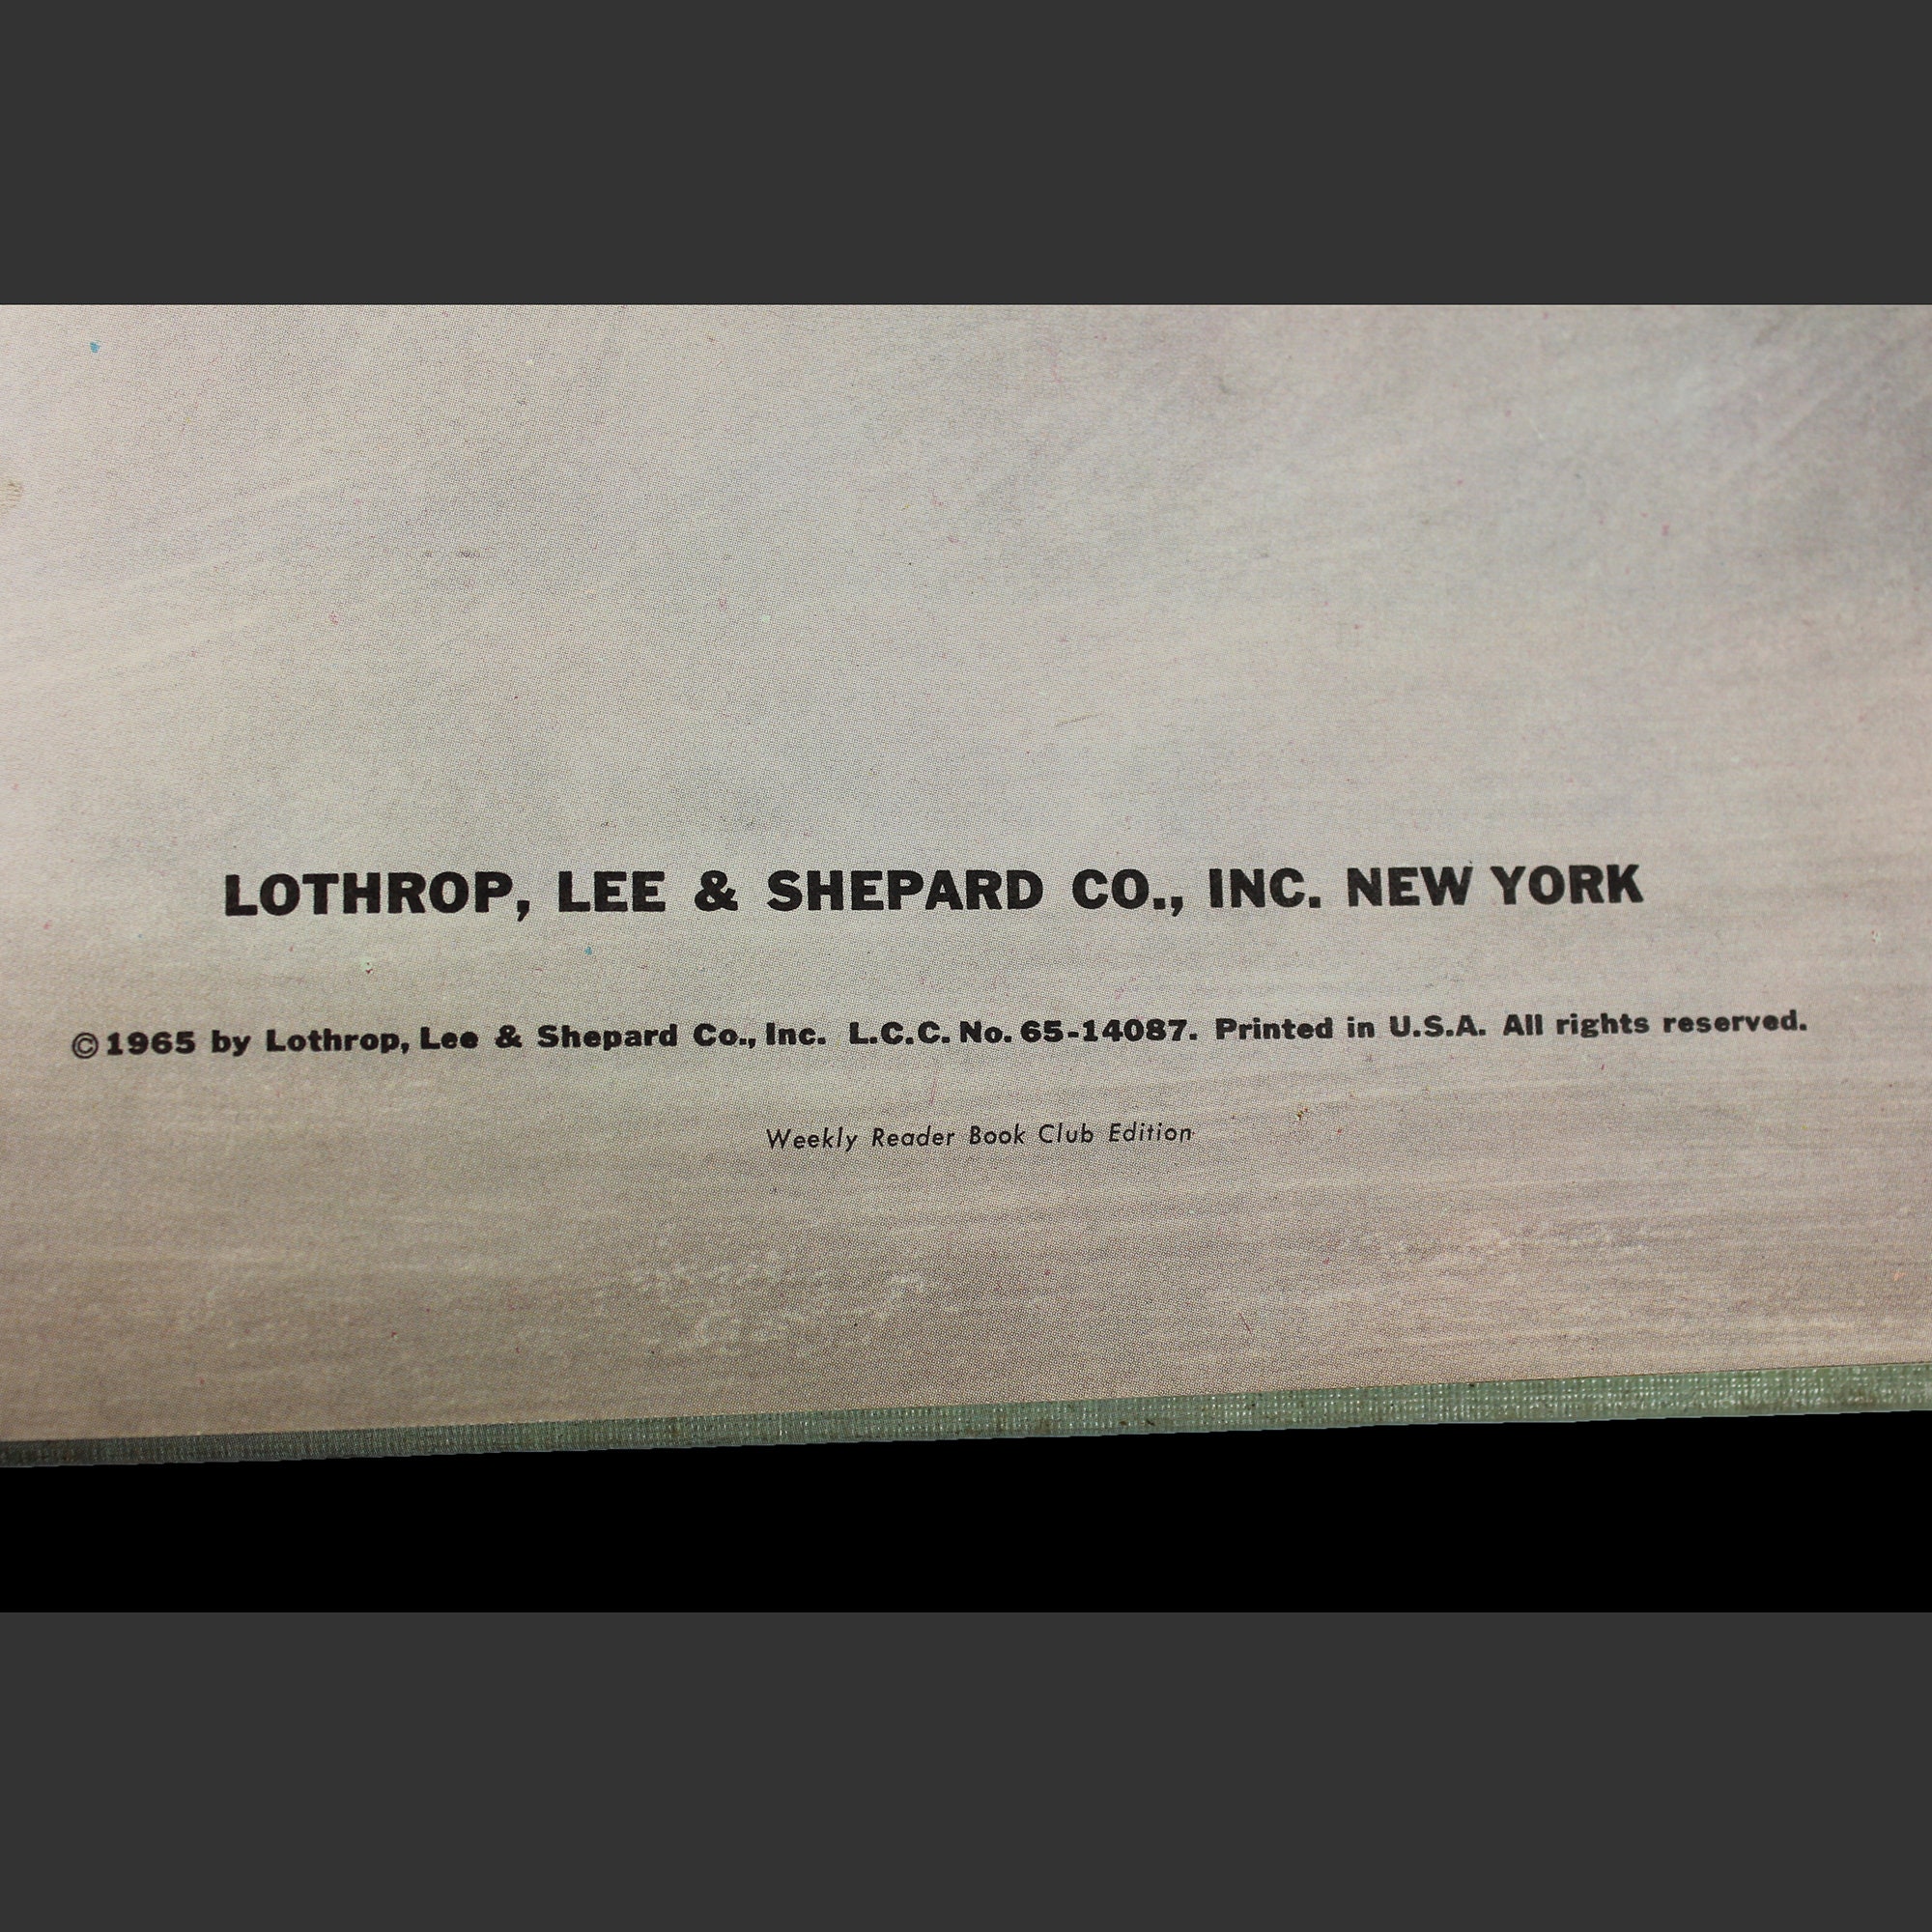 LOTHROP, LEE & SHEPARD CO., INC. NEW YORK
©1965 by Lothrop, Lee & Shepard Co., Inc. L.C.C. No. 65-14087. Printed in U.S.A. All rights reserved.
Weekly Reader Book Club Edition